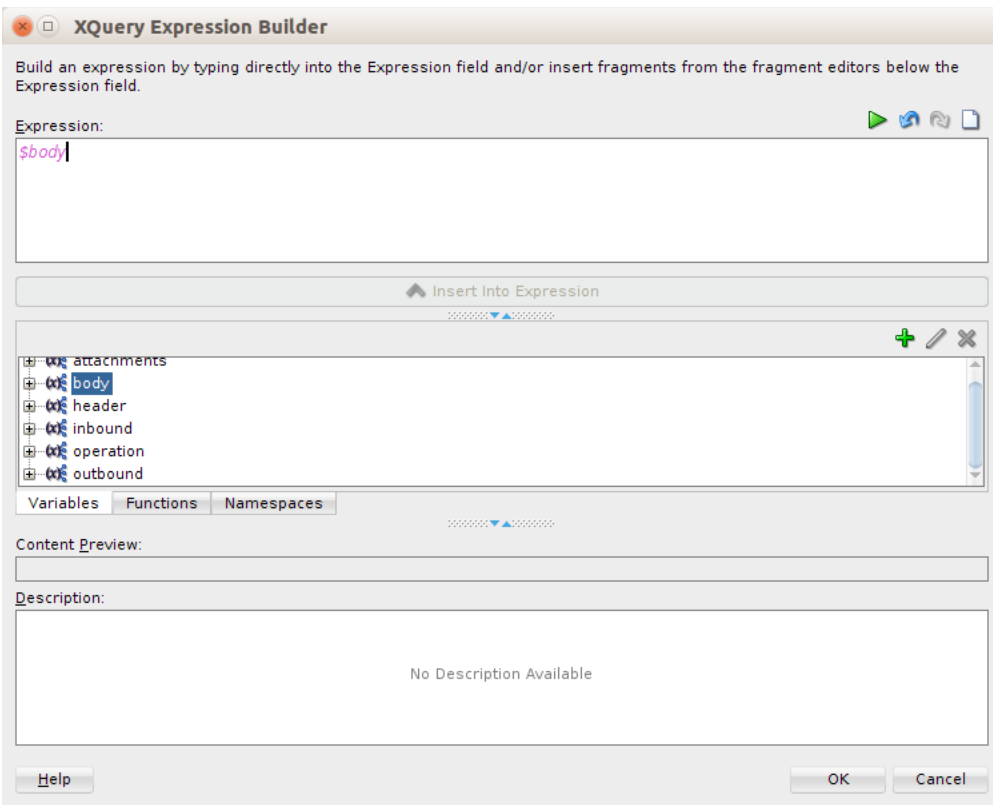 XQuery Expression Builder
Build an expression by typing directly into the Expression field and/or insert fragments from the fragment editors below the
Expression field.
Expression:
$body
Insert Into Expression
attachments
body
header
inbound
operation
outbound
Variables Functions Namespaces
Content Preview:
Description:
No Description Available
Help OK Cancel